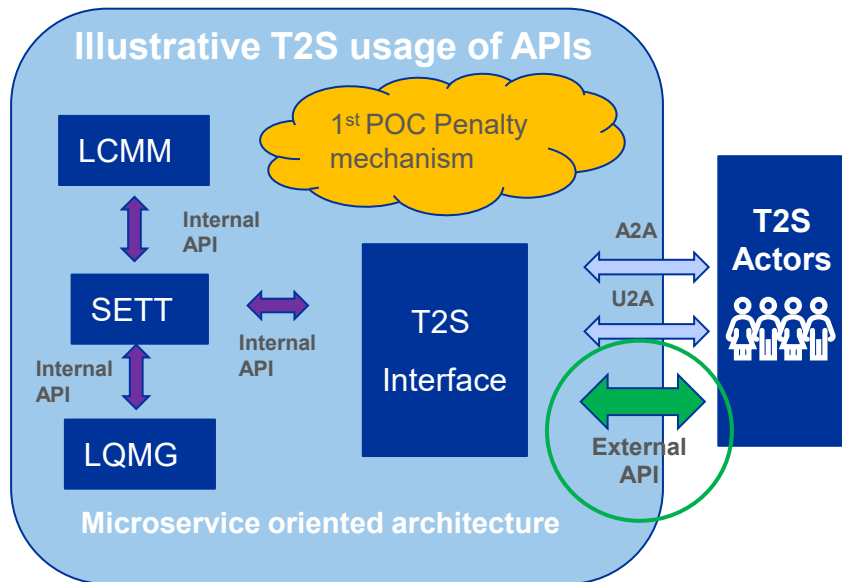 Illustrative T2S usage of APIs
1st POC Penalty
mechanism
LCMM
Internal
API
SETT
Internal
API
Internal
API
LQMG
T2S
Interface
A2A
U2A
External
API
T2S
Actors
Microservice oriented architecture